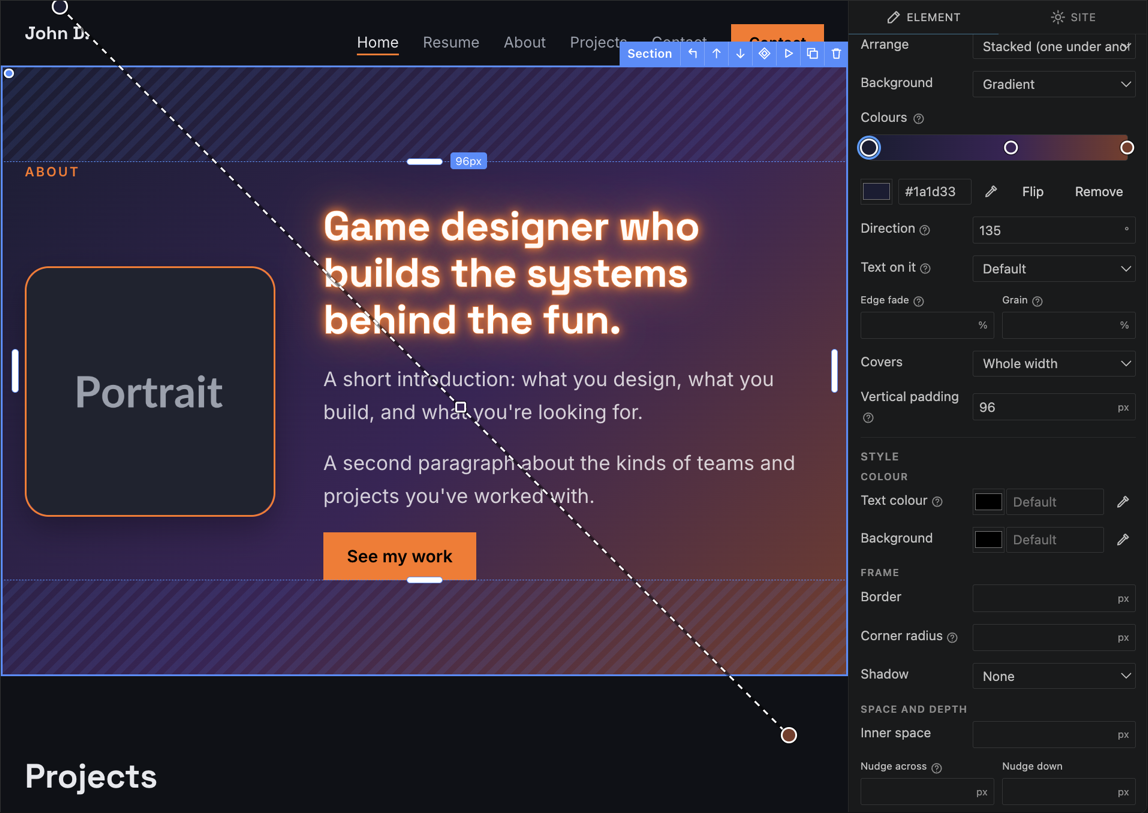 ELEMENT
SITE
John D.
Home
Resume
About
Projects
Contact
Contact
Section
Arrange
Stacked (one under anot
Background
Gradient
Colours
#1a1d33
Flip
Remove
Direction
135
°
Text on it
Default
Edge fade
Grain
%
%
Covers
Whole width
Vertical padding
96
px
STYLE
COLOUR
Text colour
Default
Background
Default
FRAME
Border
px
Corner radius
px
Shadow
None
SPACE AND DEPTH
Inner space
px
Nudge across
Nudge down
px
px
96px
ABOUT
Portrait
Game designer who
builds the systems
behind the fun.
A short introduction: what you design, what you
build, and what you're looking for.
A second paragraph about the kinds of teams and
projects you've worked with.
See my work
Projects